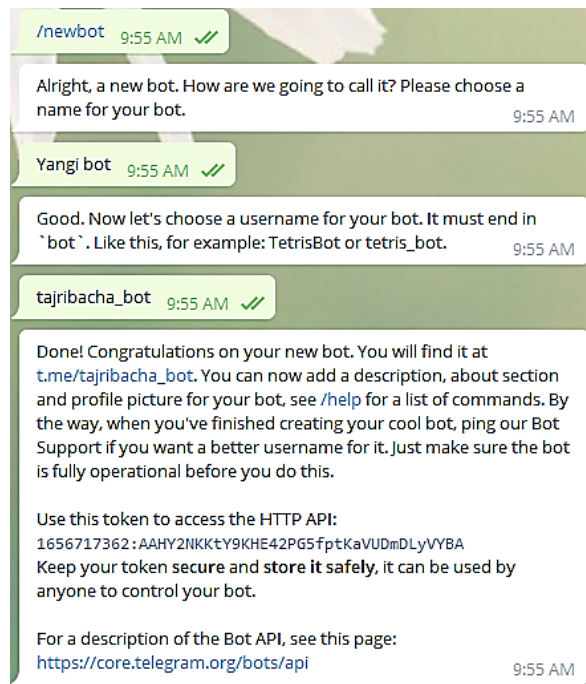 /newbot 9:55 AM
Alright, a new bot. How are we going to call it? Please choose a
name for your bot.
9:55 AM
Yangi bot 9:55 AM
Good. Now let's choose a username for your bot. It must end in
`bot`. Like this, for example: TetrisBot or tetris_bot.
9:55 AM
tajribacha_bot 9:55 AM
Done! Congratulations on your new bot. You will find it at
t.me/tajribacha_bot. You can now add a description, about section
and profile picture for your bot, see /help for a list of commands. By
the way, when you've finished creating your cool bot, ping our Bot
Support if you want a better username for it. Just make sure the bot
is fully operational before you do this.
Use this token to access the HTTP API:
1656717362:AAHY2NKKtY9KHE42PG5fptKaVUDmDLyVYBA
Keep your token secure and store it safely, it can be used by
anyone to control your bot.
For a description of the Bot API, see this page:
https://core.telegram.org/bots/api
9:55 AM